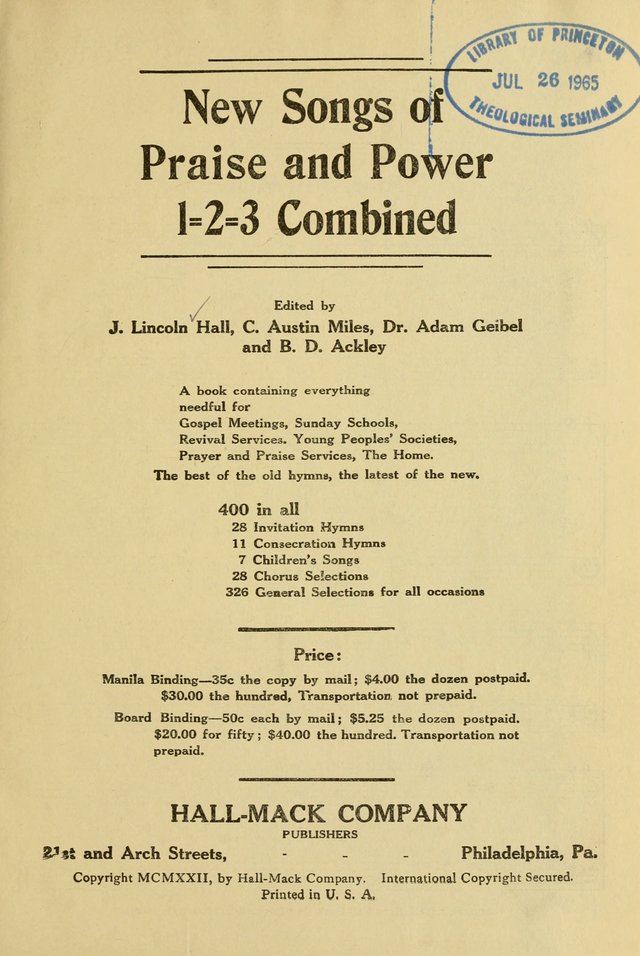 LIBRARY OF PRINCETON
JUL 26 1965
THEOLOGICAL SEMINARY
New Songs of
Praise and Power
1=2=3 Combined
Edited by
J. Lincoln Hall, C. Austin Miles, Dr. Adam Geibel
and B. D. Ackley
A book containing everything
needful for
Gospel Meetings, Sunday Schools,
Revival Services. Young Peoples' Societies,
Prayer and Praise Services, The Home.
The best of the old hymns, the latest of the new.
400 in all
28 Invitation Hymns
11 Consecration Hymns
7 Children's Songs
28 Chorus Selections
326 General Selections for all occasions
Price:
Manila Binding—35c the copy by mail; $4.00 the dozen postpaid.
$30.00 the hundred, Transportation not prepaid.
Board Binding—50c each by mail; $5.25 the dozen postpaid.
$20.00 for fifty; $40.00 the hundred. Transportation not
prepaid.
HALL-MACK COMPANY
PUBLISHERS
21st and Arch Streets, - - - Philadelphia, Pa.
Copyright MCMXXII, by Hall-Mack Company. International Copyright Secured.
Printed in U. S. A.